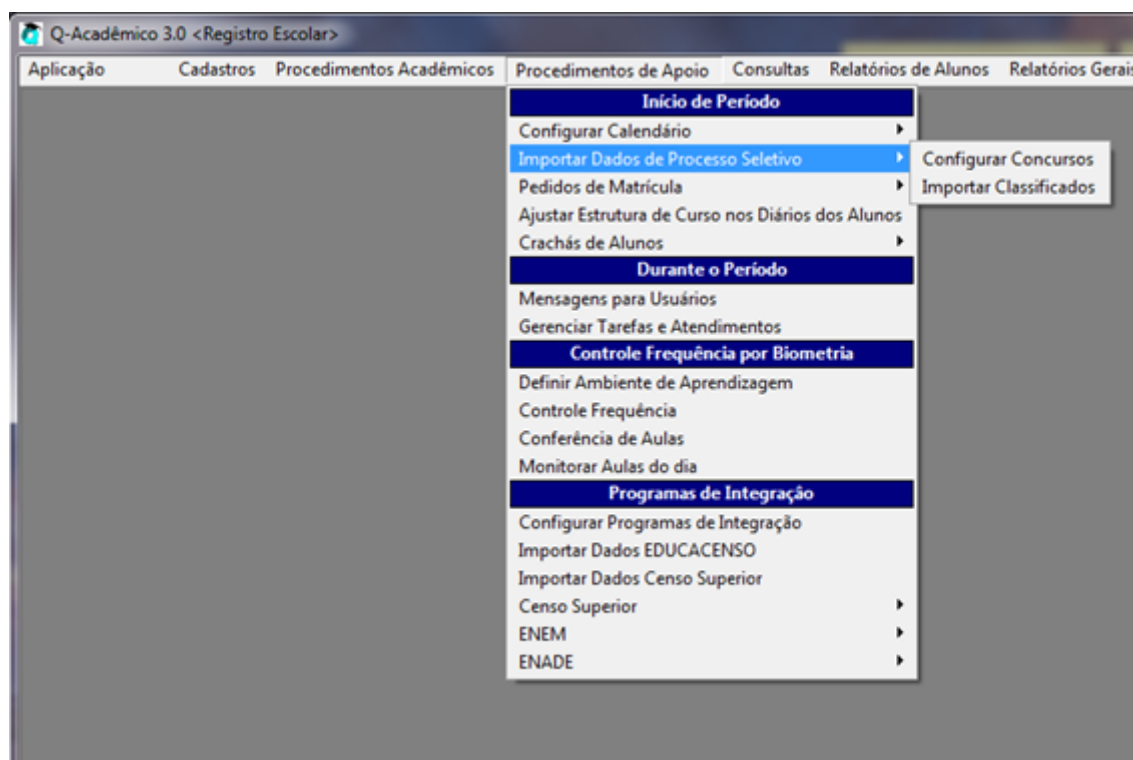 Q-Acadêmico 3.0 <Registro Escolar>
Aplicação Cadastros Procedimentos Acadêmicos Procedimentos de Apoio Consultas Relatórios de Alunos Relatórios Gerais
Início de Período
Configurar Calendário
Importar Dados de Processo Seletivo
Configurar Concursos
Importar Classificados
Pedidos de Matrícula
Ajustar Estrutura de Curso nos Diários dos Alunos
Crachás de Alunos
Durante o Período
Mensagens para Usuários
Gerenciar Tarefas e Atendimentos
Controle Frequência por Biometria
Definir Ambiente de Aprendizagem
Controle Frequência
Conferência de Aulas
Monitorar Aulas do dia
Programas de Integração
Configurar Programas de Integração
Importar Dados EDUCACENSO
Importar Dados Censo Superior
Censo Superior
ENEM
ENADE